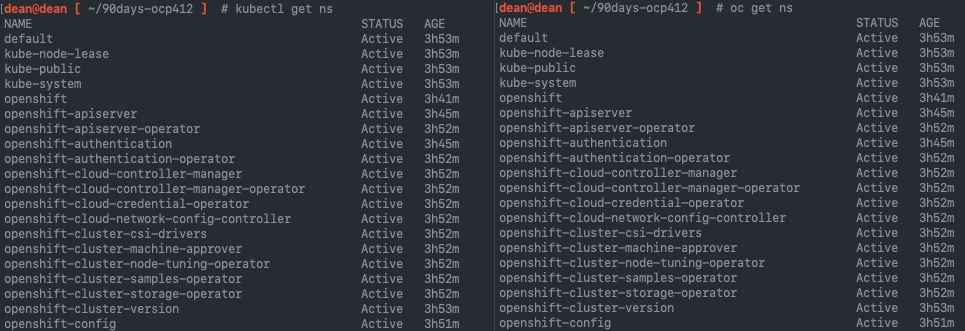 [dean@dean [ ~/90days-ocp412 ]  # kubectl get ns
NAME STATUS AGE
default Active 3h53m
kube-node-lease Active 3h53m
kube-public Active 3h53m
kube-system Active 3h53m
openshift Active 3h41m
openshift-apiserver Active 3h45m
openshift-apiserver-operator Active 3h52m
openshift-authentication Active 3h45m
openshift-authentication-operator Active 3h52m
openshift-cloud-controller-manager Active 3h52m
openshift-cloud-controller-manager-operator Active 3h52m
openshift-cloud-credential-operator Active 3h52m
openshift-cloud-network-config-controller Active 3h52m
openshift-cluster-csi-drivers Active 3h52m
openshift-cluster-machine-approver Active 3h52m
openshift-cluster-node-tuning-operator Active 3h52m
openshift-cluster-samples-operator Active 3h52m
openshift-cluster-storage-operator Active 3h52m
openshift-cluster-version Active 3h53m
openshift-config Active 3h51m
[dean@dean [ ~/90days-ocp412 ]  # oc get ns
NAME STATUS AGE
default Active 3h53m
kube-node-lease Active 3h53m
kube-public Active 3h53m
kube-system Active 3h53m
openshift Active 3h41m
openshift-apiserver Active 3h45m
openshift-apiserver-operator Active 3h52m
openshift-authentication Active 3h45m
openshift-authentication-operator Active 3h52m
openshift-cloud-controller-manager Active 3h52m
openshift-cloud-controller-manager-operator Active 3h52m
openshift-cloud-credential-operator Active 3h52m
openshift-cloud-network-config-controller Active 3h52m
openshift-cluster-csi-drivers Active 3h52m
openshift-cluster-machine-approver Active 3h52m
openshift-cluster-node-tuning-operator Active 3h52m
openshift-cluster-samples-operator Active 3h52m
openshift-cluster-storage-operator Active 3h52m
openshift-cluster-version Active 3h53m
openshift-config Active 3h51m